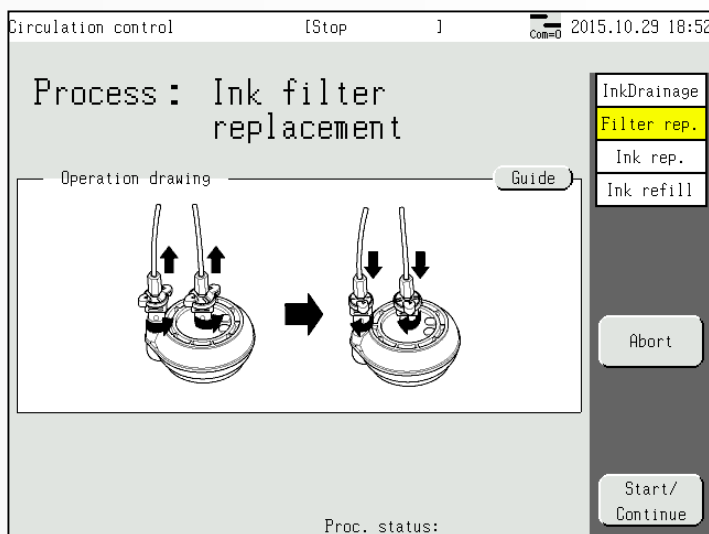 Circulation control [Stop ] Com=0 2015.10.29 18:52
Process: Ink filter
replacement
Operation drawing Guide
InkDrainage
Filter rep.
Ink rep.
Ink refill
Abort
Start/
Continue
Proc. status: